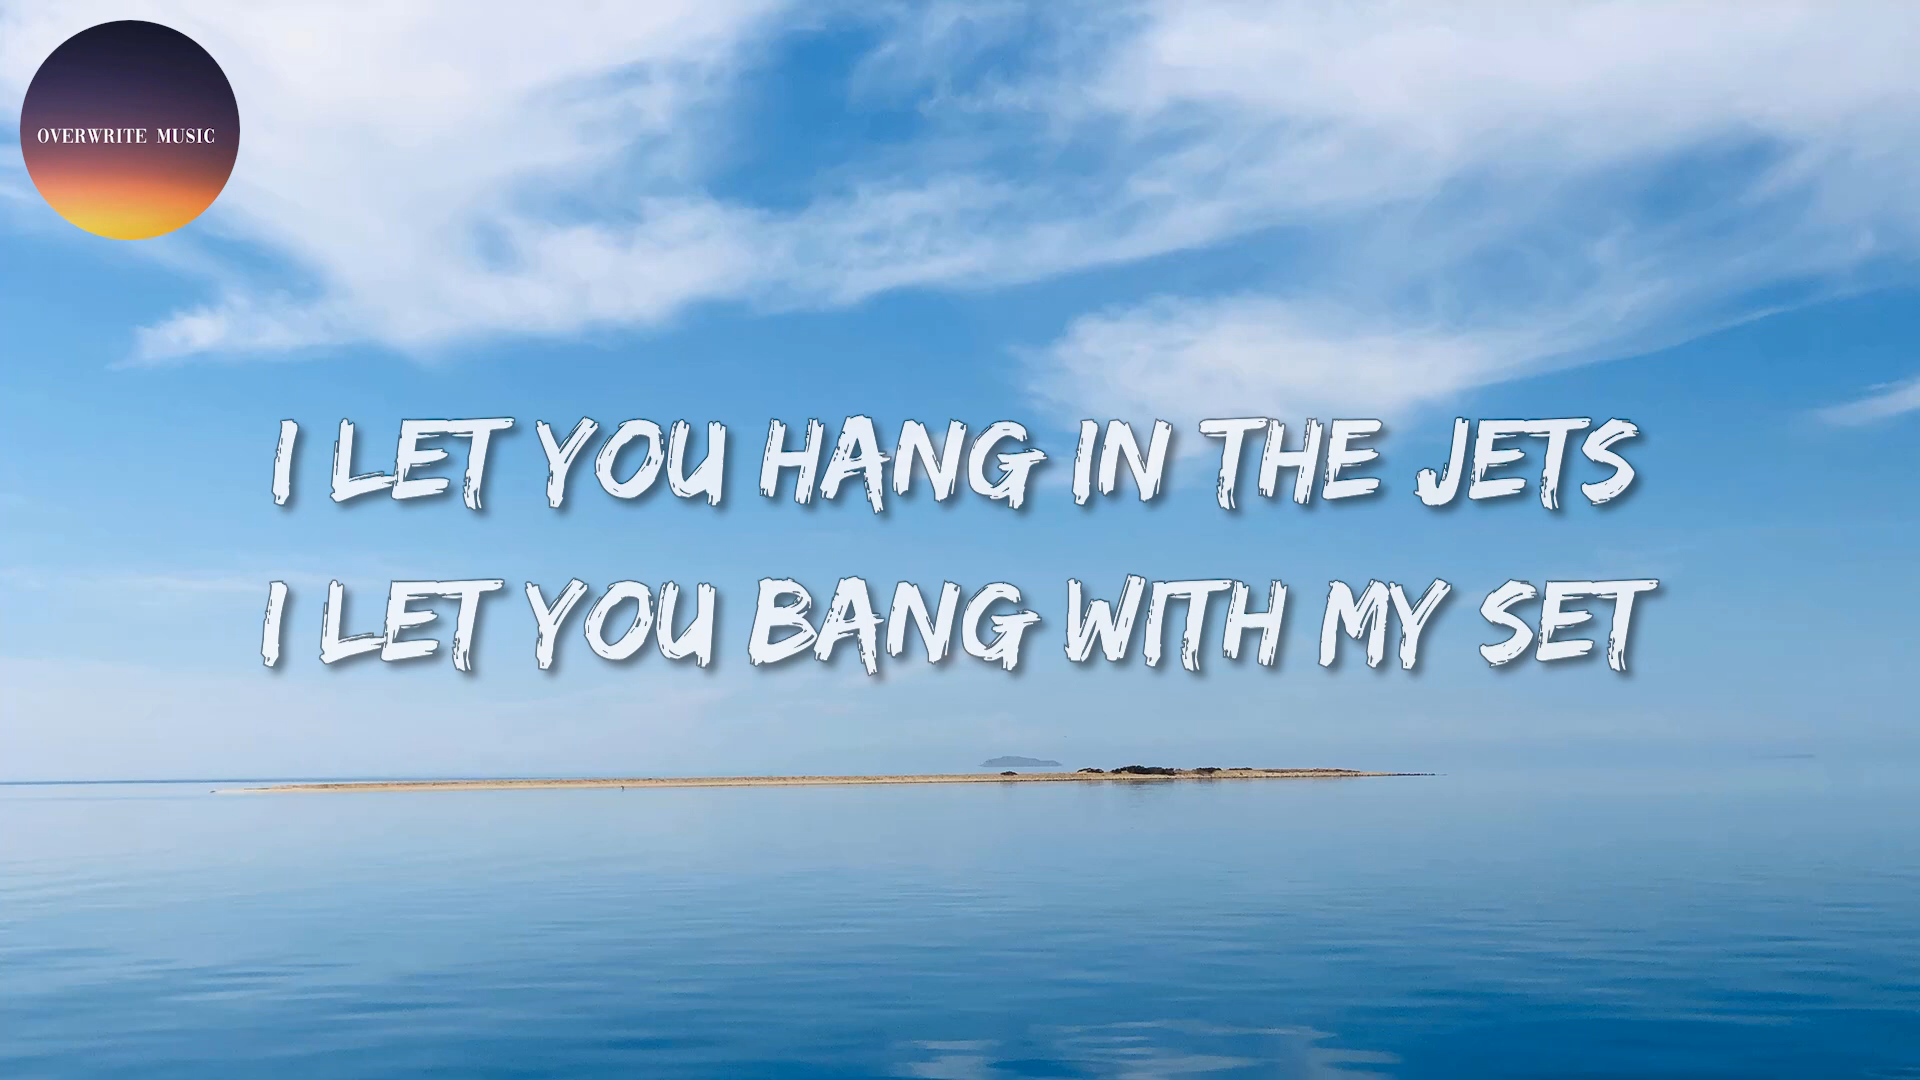 OVERWRITE MUSIC
I LET YOU HANG IN THE JETS
I LET YOU BANG WITH MY SET